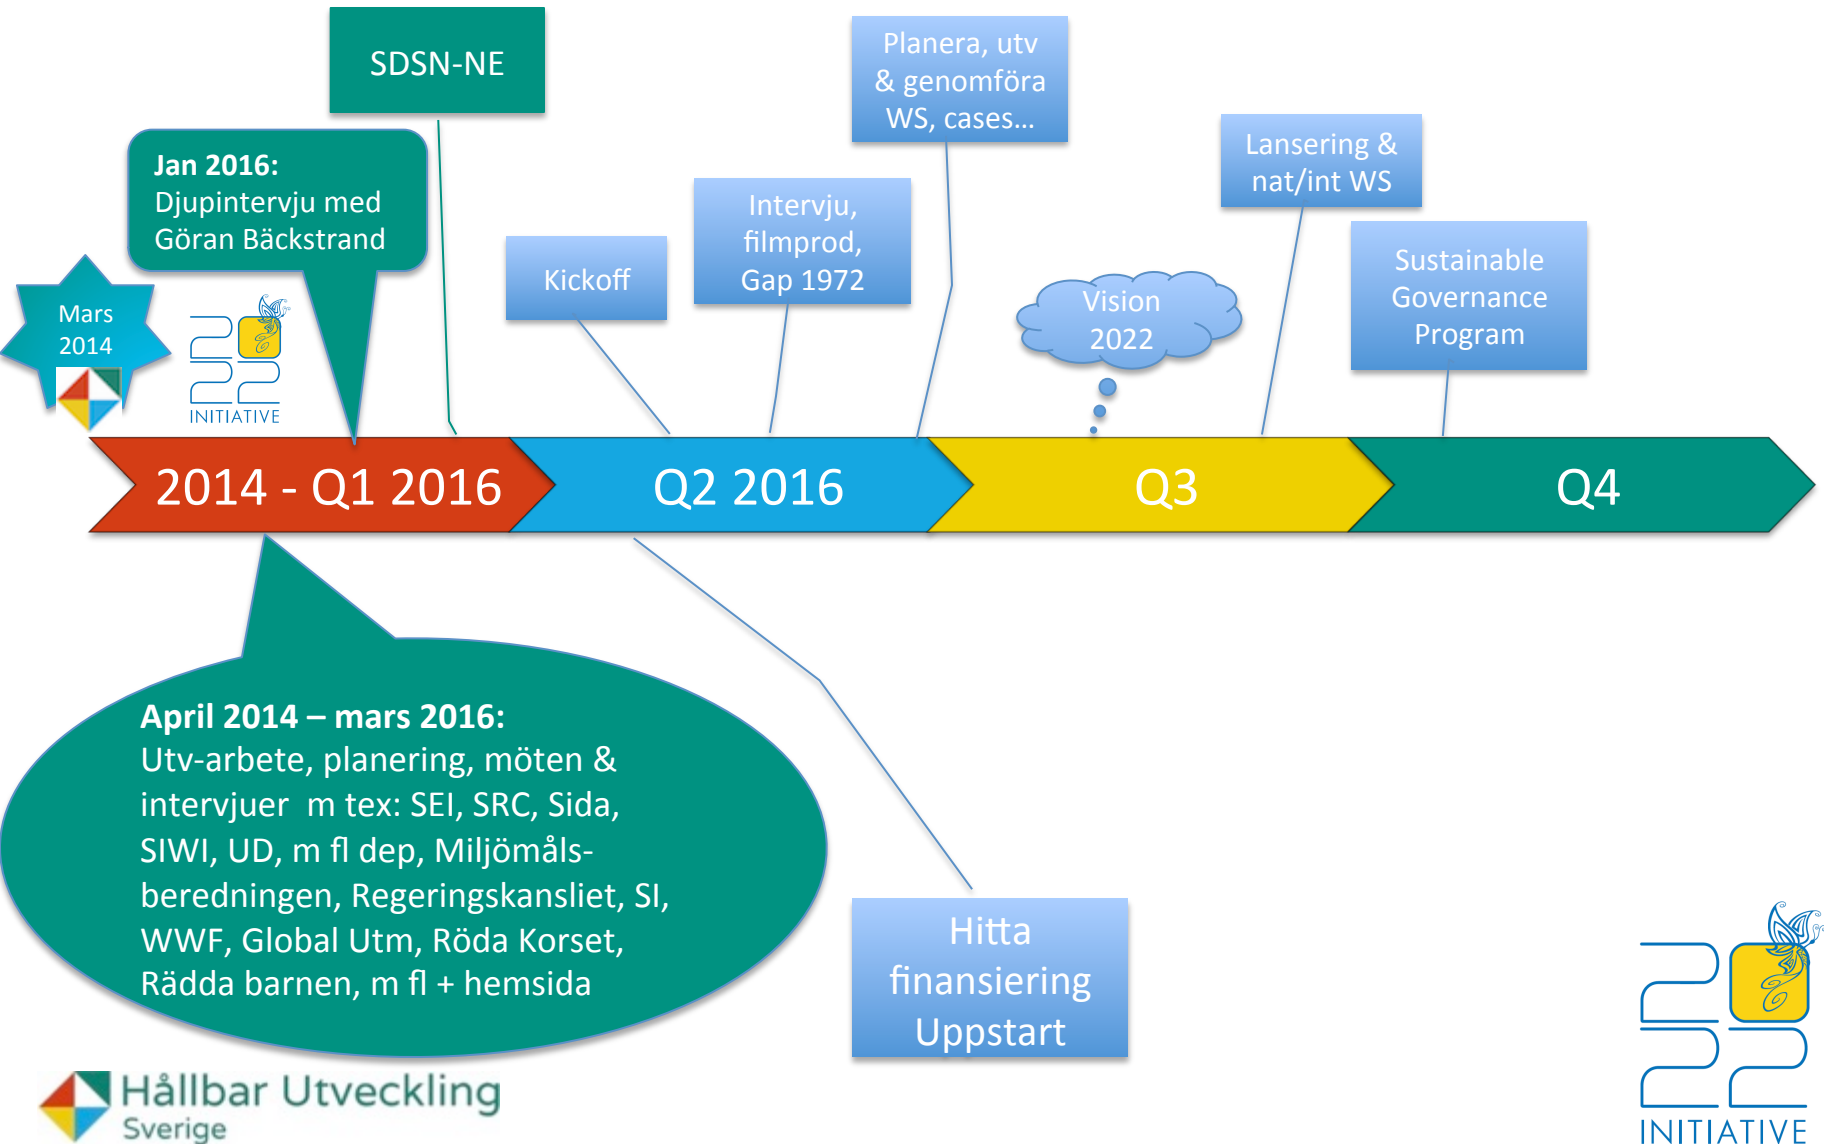 SDSN-NE
Planera, utv
& genomföra
WS, cases...
Jan 2016:
Djupintervju med
Göran Bäckstrand
Lansering &
nat/int WS
Intervju,
filmprod,
Gap 1972
Kickoff
Sustainable
Governance
Program
Mars
2014
Vision
2022
2022
INITIATIVE
2014 - Q1 2016
Q2 2016
Q3
Q4
April 2014 – mars 2016:
Utv-arbete, planering, möten &
intervjuer m tex: SEI, SRC, Sida,
SIWI, UD, m fl dep, Miljömåls-
beredningen, Regeringskansliet, SI,
WWF, Global Utm, Röda Korset,
Rädda barnen, m fl + hemsida
Hitta
finansiering
Uppstart
Hållbar Utveckling
Sverige
2022
INITIATIVE